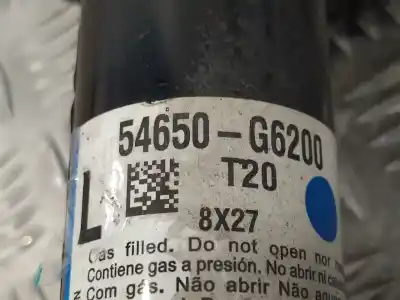 54650-G6200
L T20
8X27
Gas filled. Do not open nor
Contiene gas a presión. No abrir ni
Com gás. Não abrir Não